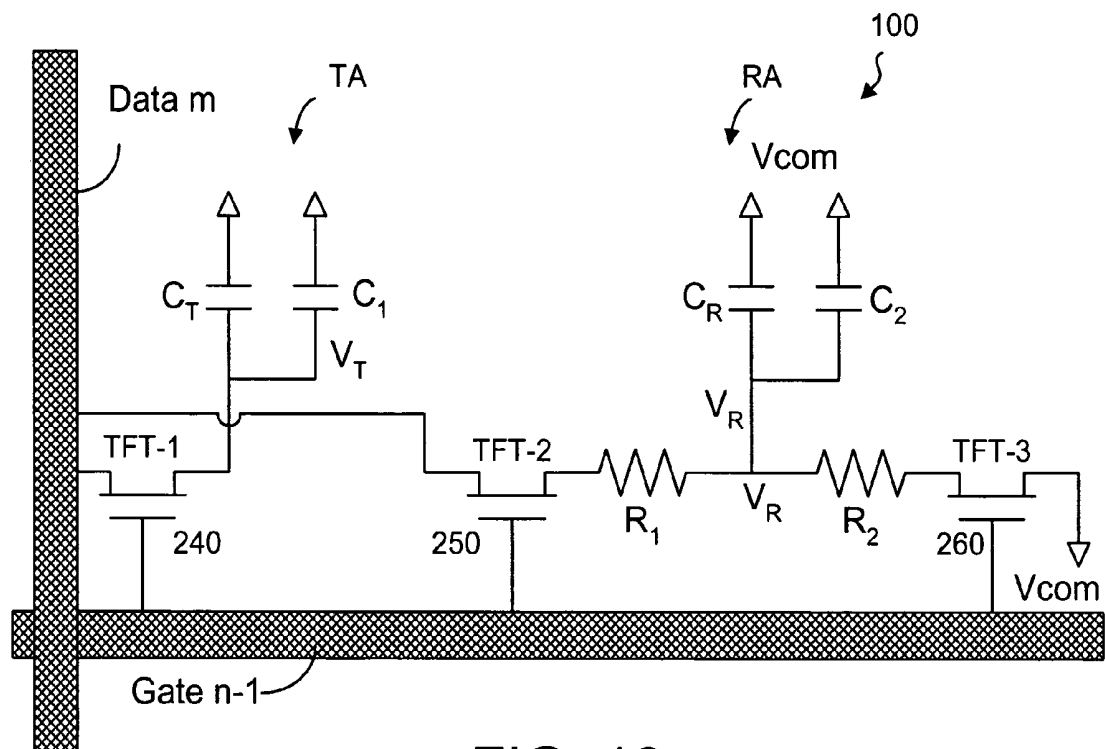 100
TA
RA
Data m
Vcom
C_T
C_1
C_R
C_2
V_T
V_R
TFT-1
TFT-2
TFT-3
R_1
V_R
R_2
240
250
260
Vcom
Gate n-1